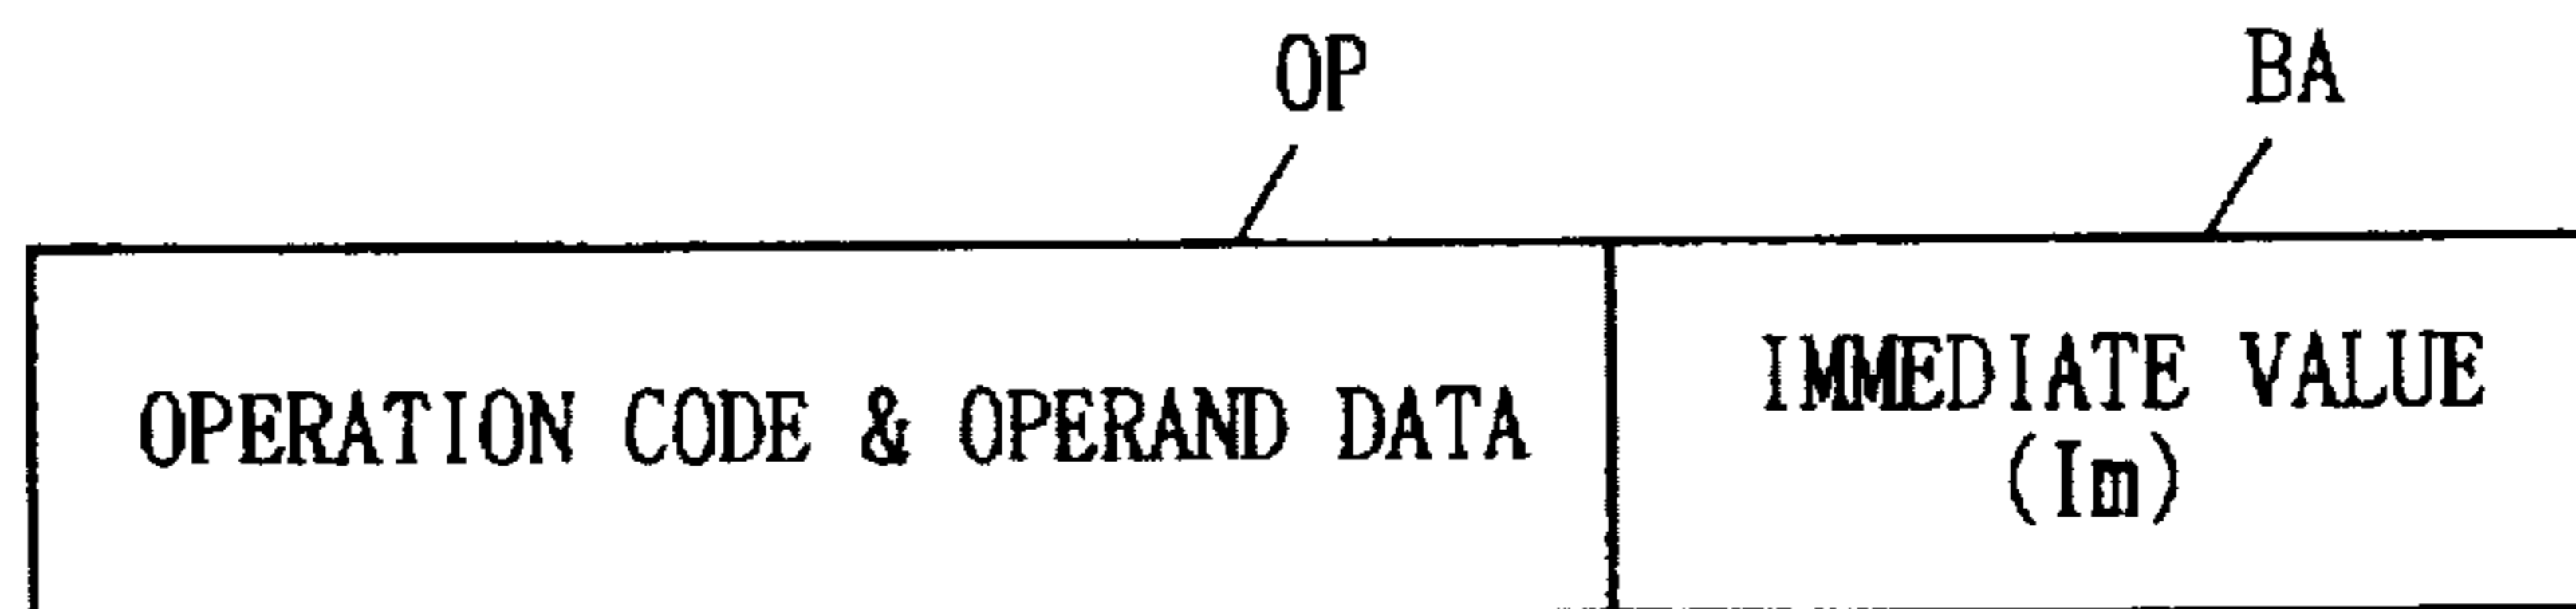 OP
BA
OPERATION CODE & OPERAND DATA
IMMEDIATE VALUE
(Im)